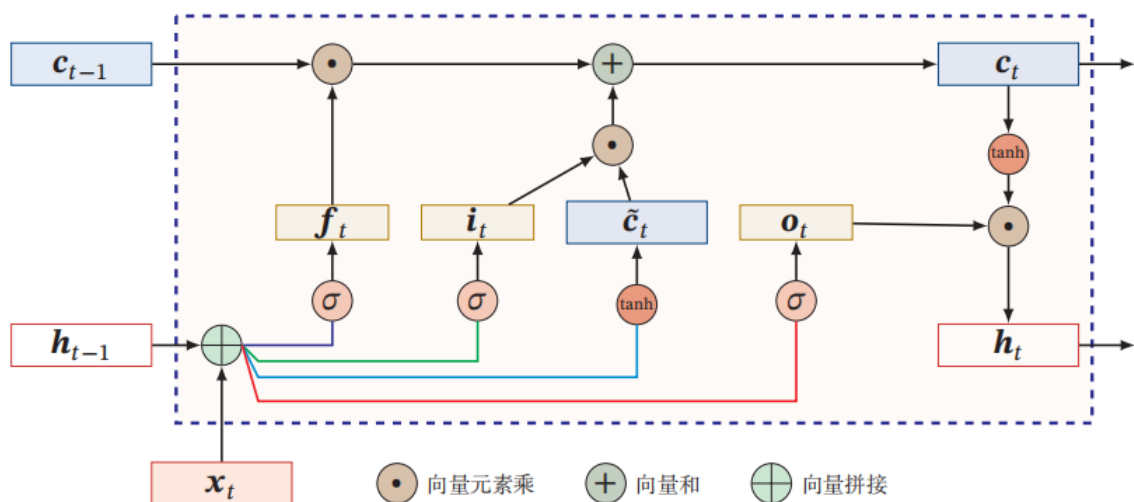 c_{t-1}
c_t
tanh
f_t
i_t
c̃_t
o_t
σ
σ
tanh
σ
h_{t-1}
h_t
x_t
向量元素乘
向量和
向量拼接